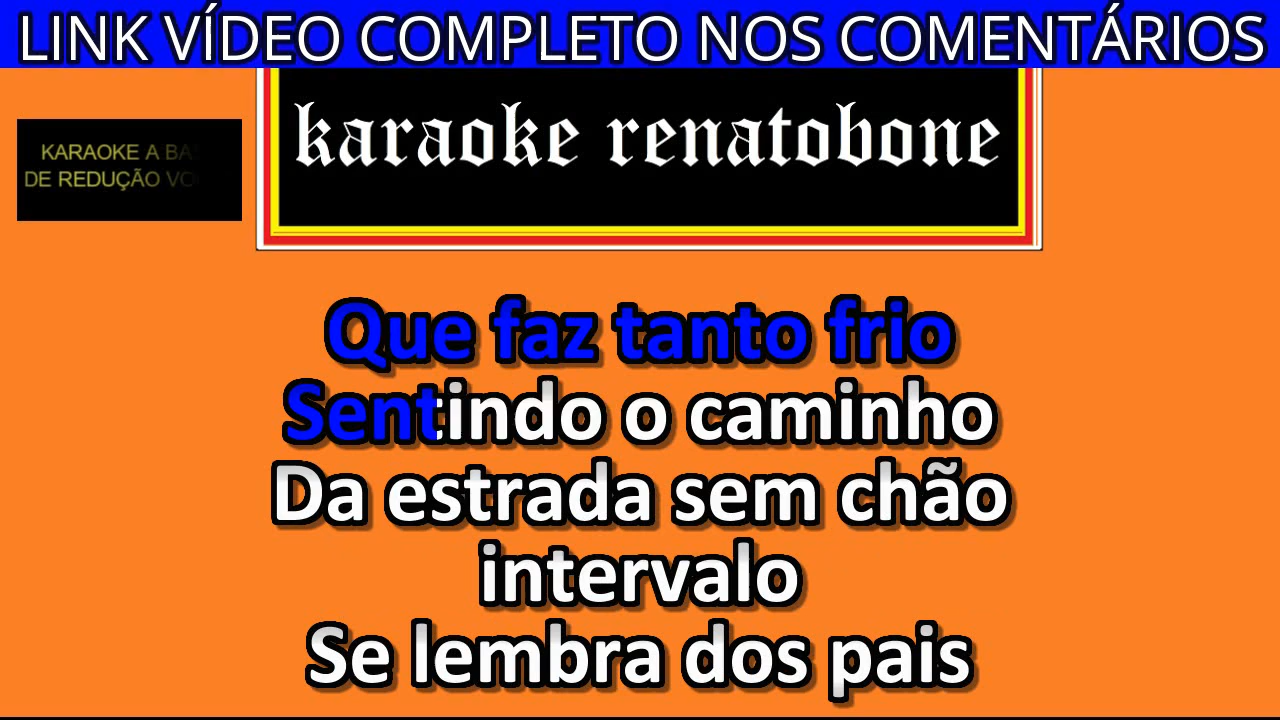 LINK VÍDEO COMPLETO NOS COMENTÁRIOS
karaoke renatobone
KARAOKE A
DE REDUÇÃO
Que faz tanto frio
Sentindo o caminho
Da estrada sem chão
intervalo
Se lembra dos pais